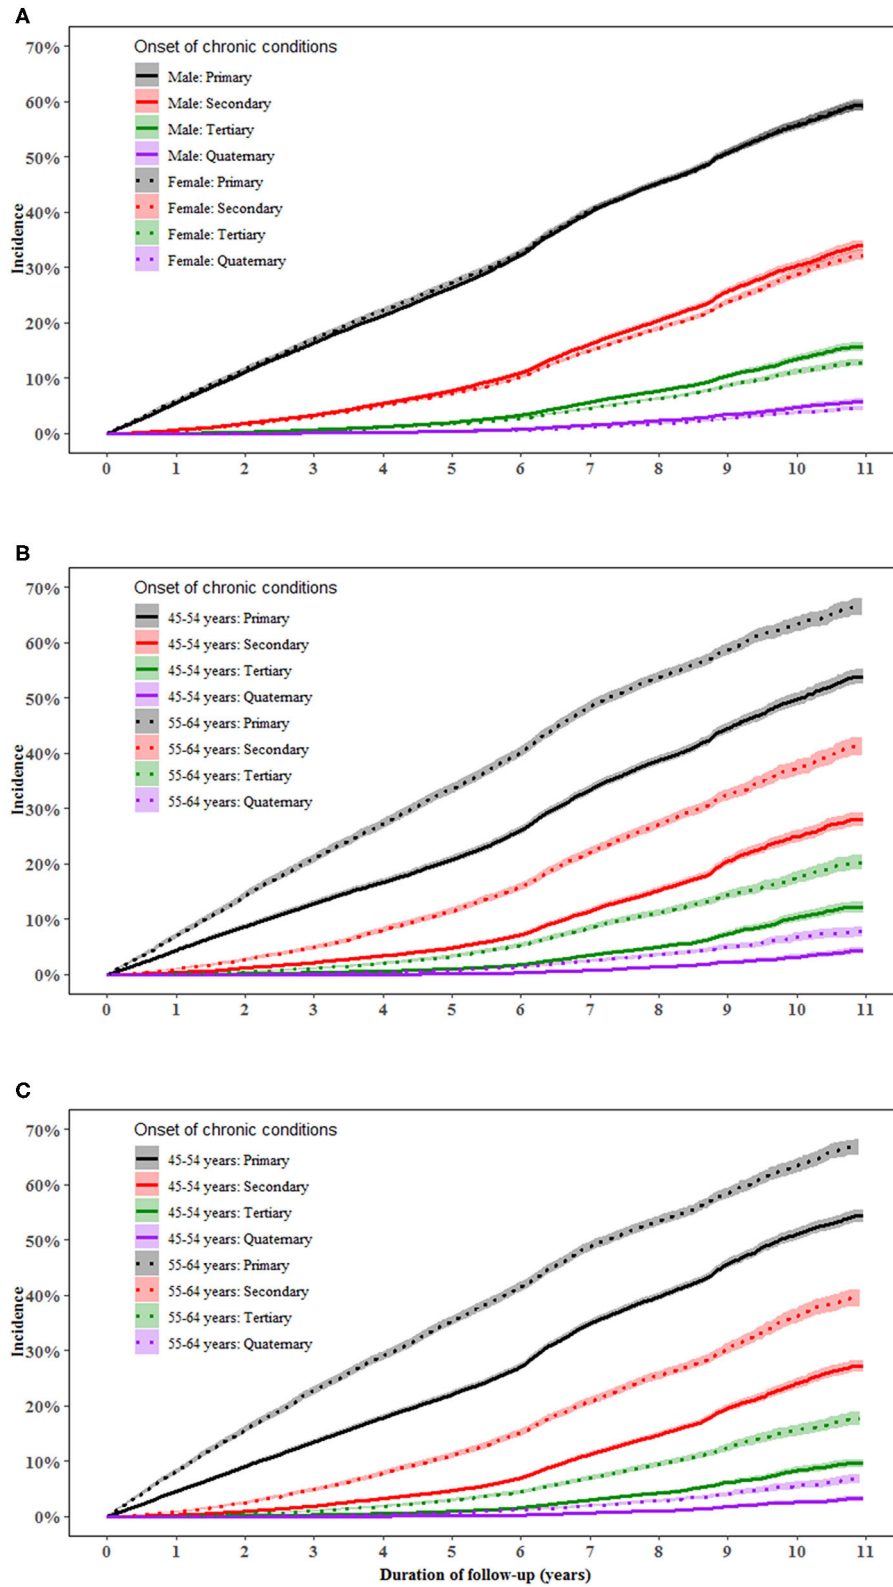 A
Onset of chronic conditions
Male: Primary
Male: Secondary
Male: Tertiary
Male: Quaternary
Female: Primary
Female: Secondary
Female: Tertiary
Female: Quaternary
Incidence
70%
60%
50%
40%
30%
20%
10%
0%
0 1 2 3 4 5 6 7 8 9 10 11
B
Onset of chronic conditions
45-54 years: Primary
45-54 years: Secondary
45-54 years: Tertiary
45-54 years: Quaternary
55-64 years: Primary
55-64 years: Secondary
55-64 years: Tertiary
55-64 years: Quaternary
Incidence
70%
60%
50%
40%
30%
20%
10%
0%
0 1 2 3 4 5 6 7 8 9 10 11
C
Onset of chronic conditions
45-54 years: Primary
45-54 years: Secondary
45-54 years: Tertiary
45-54 years: Quaternary
55-64 years: Primary
55-64 years: Secondary
55-64 years: Tertiary
55-64 years: Quaternary
Incidence
70%
60%
50%
40%
30%
20%
10%
0%
0 1 2 3 4 5 6 7 8 9 10 11
Duration of follow-up (years)